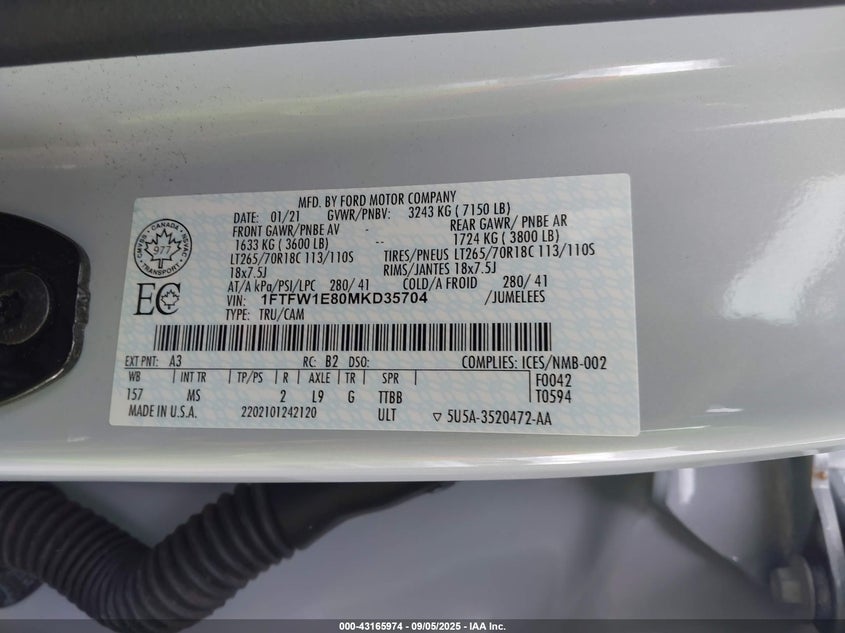 MFD. BY FORD MOTOR COMPANY
DATE: 01/21 GVWR/PNBV: 3243 KG ( 7150 LB)
FRONT GAWR/PNBE AV REAR GAWR/ PNBE AR
1633 KG ( 3600 LB) -- 1724 KG ( 3800 LB)
LT265/70R18C 113/110S TIRES/PNEUS LT265/70R18C 113/110S
18x7.5J RIMS/JANTES 18x7.5J
AT/A kPa/PSI/LPC 280/ 41 COLD/A FROID 280/ 41
VIN: 1FTFW1E80MKD35704 /JUMELEES
TYPE: TRU/CAM
CANADA
TRANSPORT
977
EC
EXT PNT: A3 RC: B2 DSO: COMPLIES: ICES/NMB-002
WB INT TR TP/PS R AXLE TR SPR F0042
157 MS 2 L9 G TTBB T0594
MADE IN U.S.A. 2202101242120 ULT ▽ 5U5A-3520472-AA
000-43165974 - 09/05/2025 - IAA Inc.